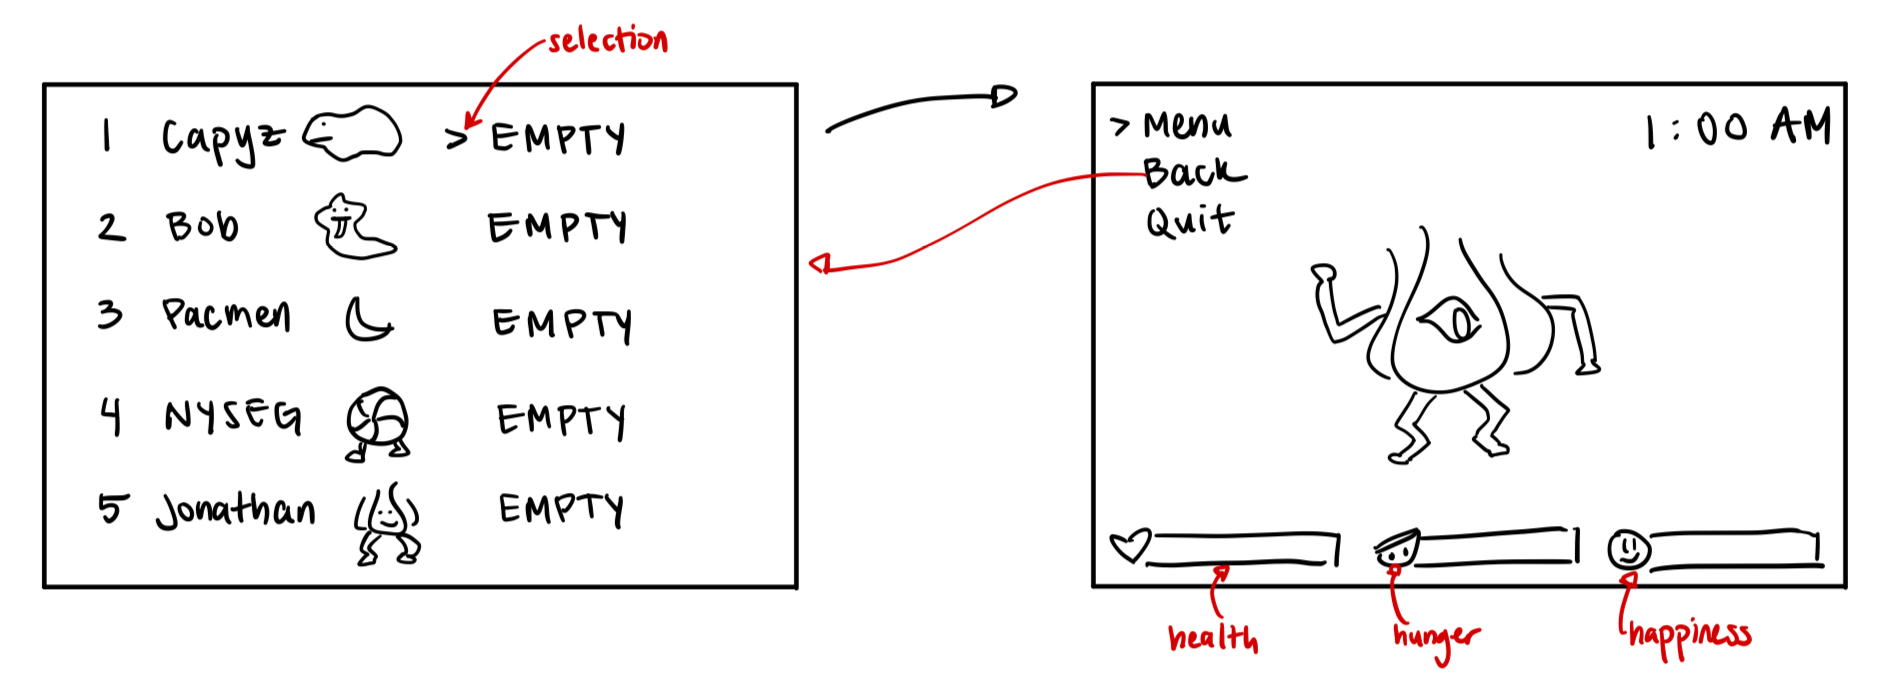 selection
1 Capyz > EMPTY
2 Bob EMPTY
3 Pacmen EMPTY
4 NYSEG EMPTY
5 Jonathan EMPTY
> Menu
Back
Quit
1:00 AM
health
hunger
happiness